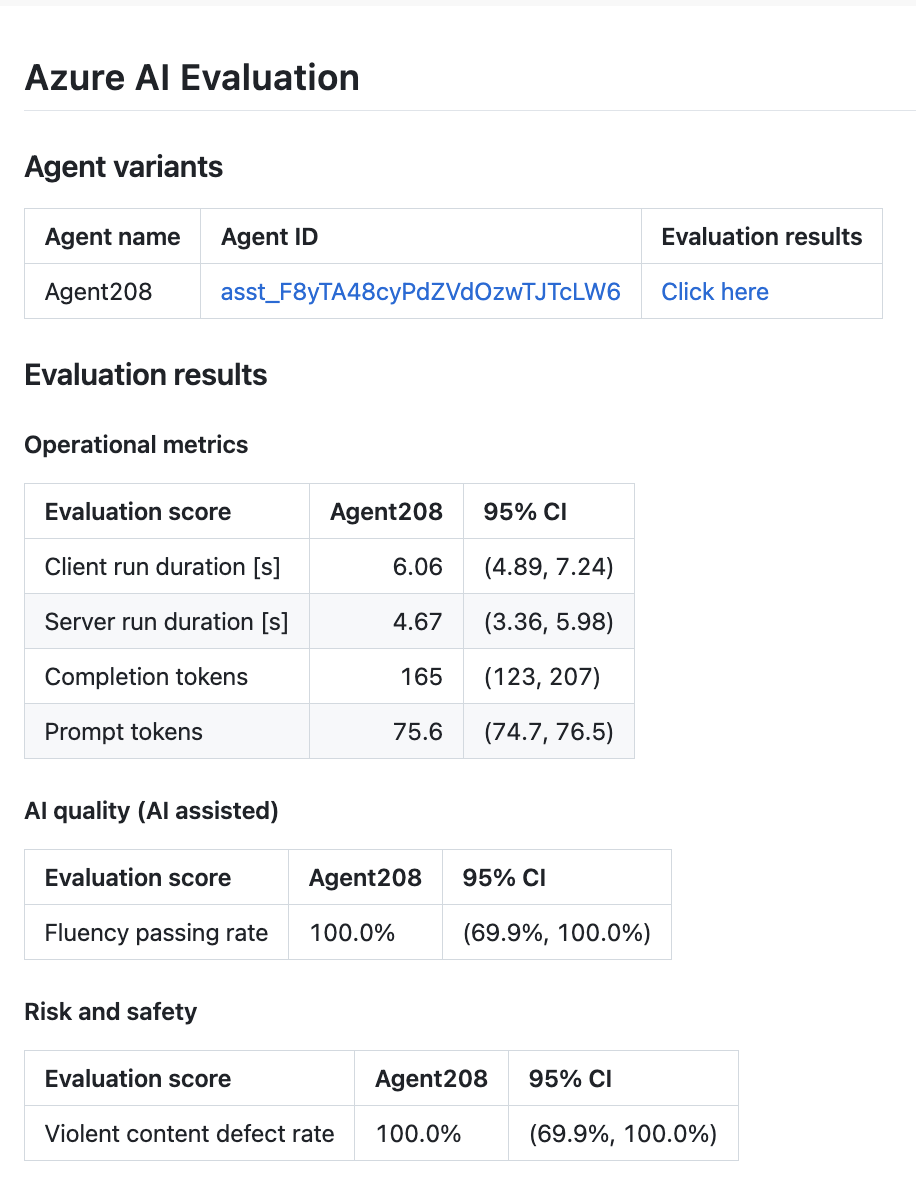 Azure AI Evaluation
Agent variants
Agent name Agent ID Evaluation results
Agent208 asst_F8yTA48cyPdZVdOzwTJTcLW6 Click here
Evaluation results
Operational metrics
Evaluation score Agent208 95% CI
Client run duration [s] 6.06 (4.89, 7.24)
Server run duration [s] 4.67 (3.36, 5.98)
Completion tokens 165 (123, 207)
Prompt tokens 75.6 (74.7, 76.5)
AI quality (AI assisted)
Evaluation score Agent208 95% CI
Fluency passing rate 100.0% (69.9%, 100.0%)
Risk and safety
Evaluation score Agent208 95% CI
Violent content defect rate 100.0% (69.9%, 100.0%)